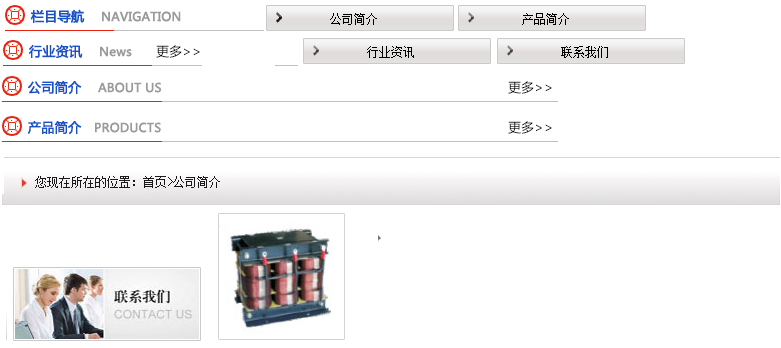 栏目导航 NAVIGATION 公司简介 产品简介
行业资讯 News 更多>> 行业资讯 联系我们
公司简介 ABOUT US 更多>>
产品简介 PRODUCTS 更多>>
您现在所在的位置：首页>公司简介
联系我们
CONTACT US